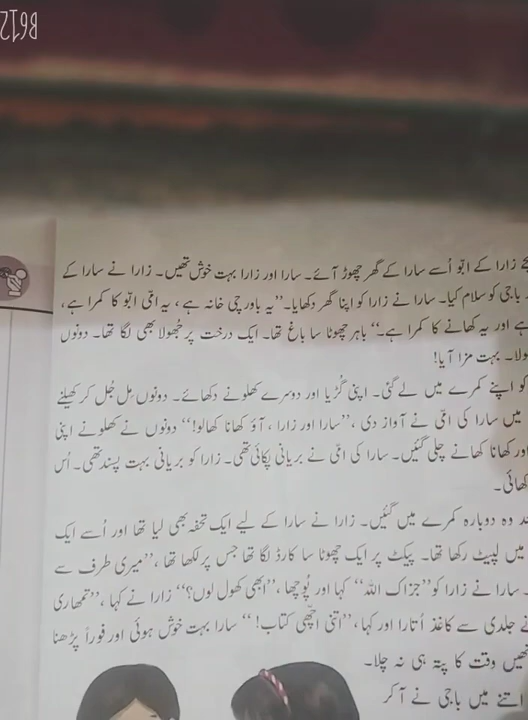 B612
بجے زارا کے ابّو اُسے سارا کے گھر چھوڑ آئے۔ سارا اور زارا بہت خوش تھیں۔ زارا نے سارا کے
باجی کو سلام کیا۔ سارا نے زارا کو اپنا گھر دکھایا۔ ”یہ باورچی خانہ ہے، یہ امّی ابّو کا کمرا ہے،
ہے اور یہ کھانے کا کمرا ہے۔“ باہر چھوٹا سا باغ تھا۔ ایک درخت پر جُھولا بھی لگا تھا۔ دونوں
بہت مزا آیا!
کو اپنے کمرے میں لے گئی۔ اپنی گُڑیا اور دوسرے کھلونے دکھائے۔ دونوں مِل جُل کر کھیلنے
میں سارا کی امّی نے آواز دی ،”سارا اور زارا ، آؤ کھانا کھالو!“ دونوں نے کھلونے اپنی
اور کھانا کھانے چلی گئیں۔ سارا کی امّی نے بریانی پکائی تھی۔ زارا کو بریانی بہت پسند تھی۔ اُس
کھائی۔
وہ دوبارہ کمرے میں گئیں۔ زارا نے سارا کے لیے ایک تحفہ بھی لیا تھا اور اُسے ایک
میں لپیٹ رکھا تھا۔ پیکٹ پر ایک چھوٹا سا کارڈ لگا تھا جس پر لکھا تھا ،”میری طرف سے
سارا نے زارا کو ”جزاک اللہ“ کہا اور پُوچھا ،”ابھی کھول لوں؟“ زارا نے کہا ،”تمھاری
نے جلدی سے کاغذ اُتارا اور کہا ،”اتنی اچھّی کتاب!“ سارا بہت خوش ہوئی اور فوراً پڑھنا
وقت کا پتہ ہی نہ چلا۔
اتنے میں باجی نے آکر